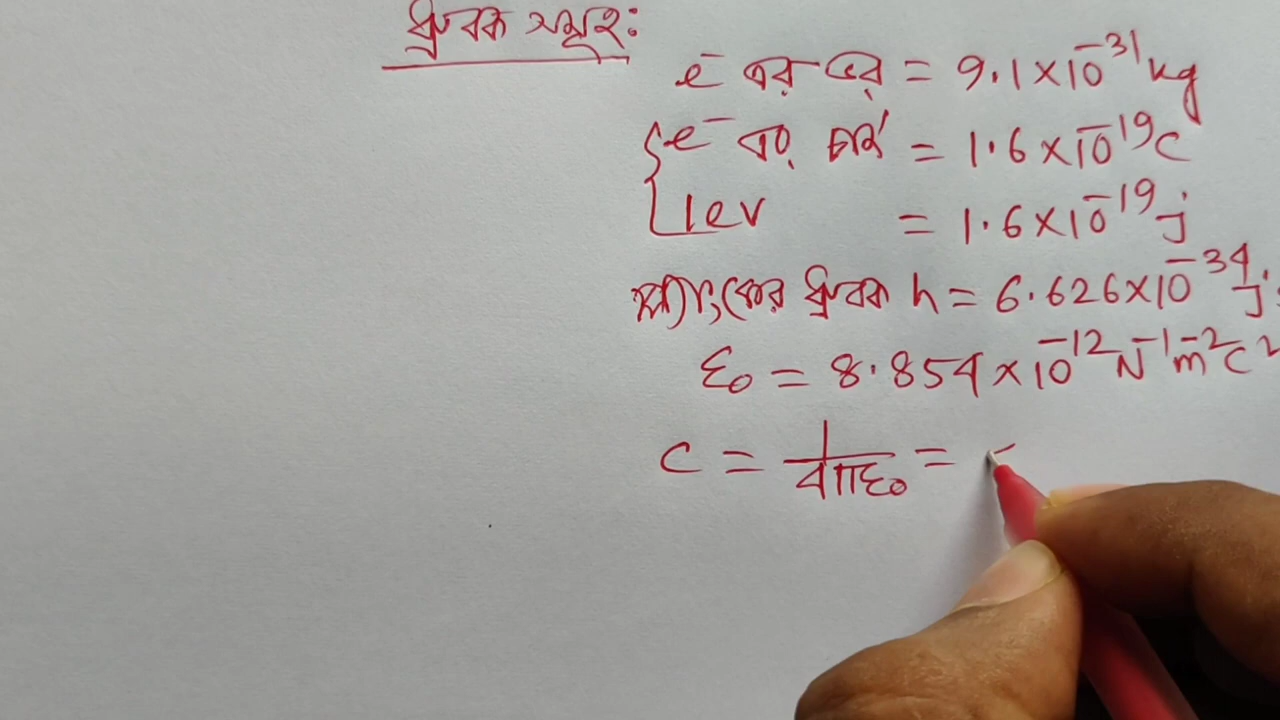 ধ্রুবক সমূহ:
e⁻ এর ভর = 9.1×10⁻³¹ kg
e⁻ এর চার্জ = 1.6×10⁻¹⁹ C
1ev = 1.6×10⁻¹⁹ j
প্ল্যাংকের ধ্রুবক h = 6.626×10⁻³⁴ j.
ε₀ = 8.854×10⁻¹² N⁻¹m⁻²C²
C = 1/4πε₀ =